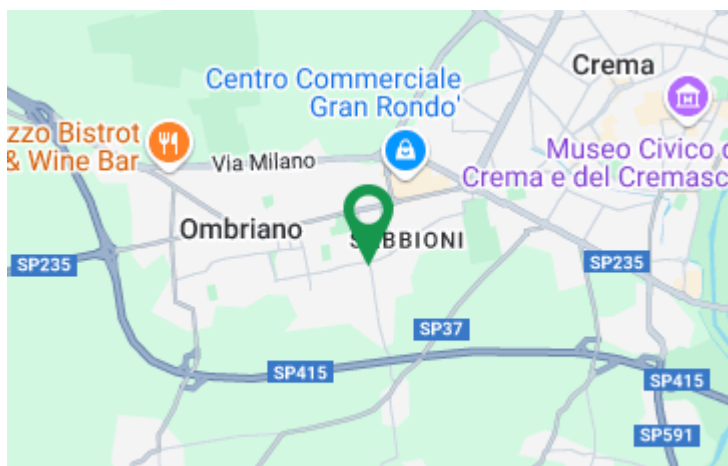 Crema
Centro Commerciale
Gran Rondo'
zzo Bistrot
& Wine Bar
Via Milano
Museo Civico
Crema e del Cremasc
Ombriano
SP235
SP235
SP37
SP415
SP415
SP591